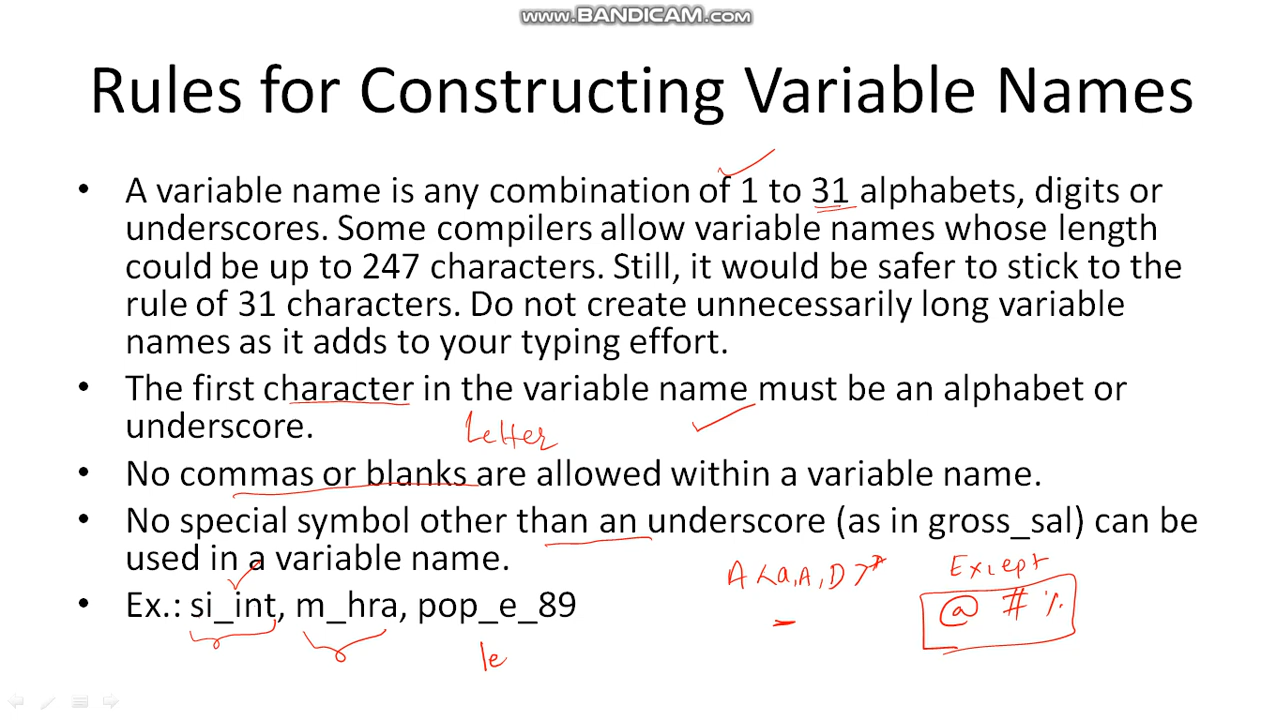 www.BANDICAM.com
Rules for Constructing Variable Names
• A variable name is any combination of 1 to 31 alphabets, digits or
underscores. Some compilers allow variable names whose length
could be up to 247 characters. Still, it would be safer to stick to the
rule of 31 characters. Do not create unnecessarily long variable
names as it adds to your typing effort.
• The first character in the variable name must be an alphabet or
underscore.
Letter
• No commas or blanks are allowed within a variable name.
• No special symbol other than an underscore (as in gross_sal) can be
used in a variable name.
A <a,A,D>*
_
Except
@ # %
• Ex.: si_int, m_hra, pop_e_89
le